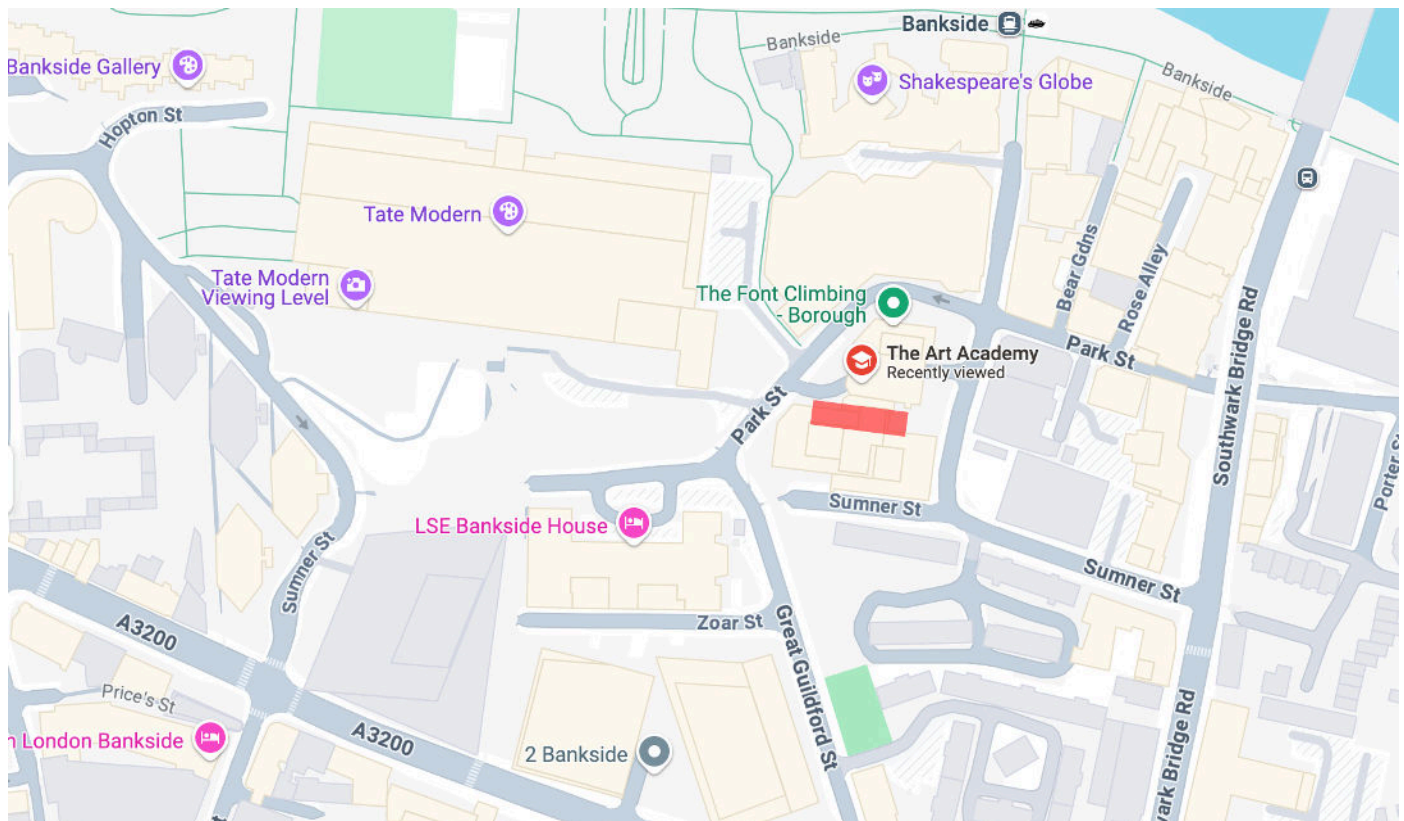 Bankside
Bankside
Bankside Gallery
Shakespeare's Globe
Bankside
Hopton St
Tate Modern
Tate Modern
Viewing Level
Bear Gdns
Rose Alley
The Font Climbing
- Borough
The Art Academy
Recently viewed
Park St
Southwark Bridge Rd
Park St
Porter St
Sumner St
LSE Bankside House
Sumner St
Sumner St
A3200
Zoar St
Great Guildford St
Price's St
A3200
n London Bankside
2 Bankside
vark Bridge Rd